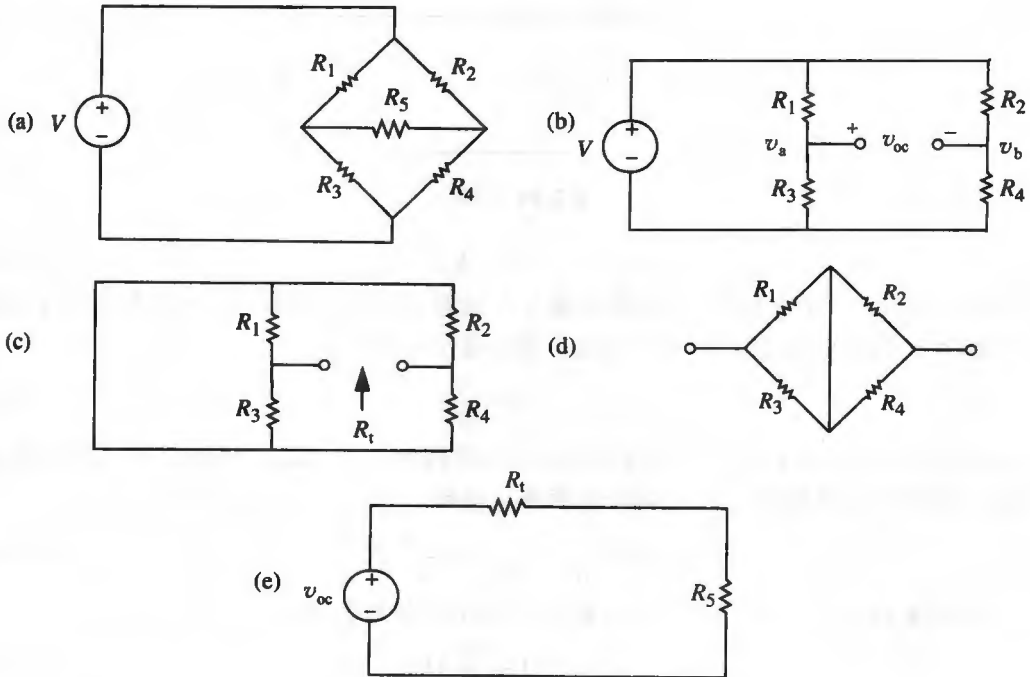 (a) V + − R1 R2 R5 R3 R4
(b) V + − R1 R2 va + voc − vb R3 R4
(c) R1 R2 R3 R4 Rt
(d) R1 R2 R3 R4
(e) voc + − Rt R5